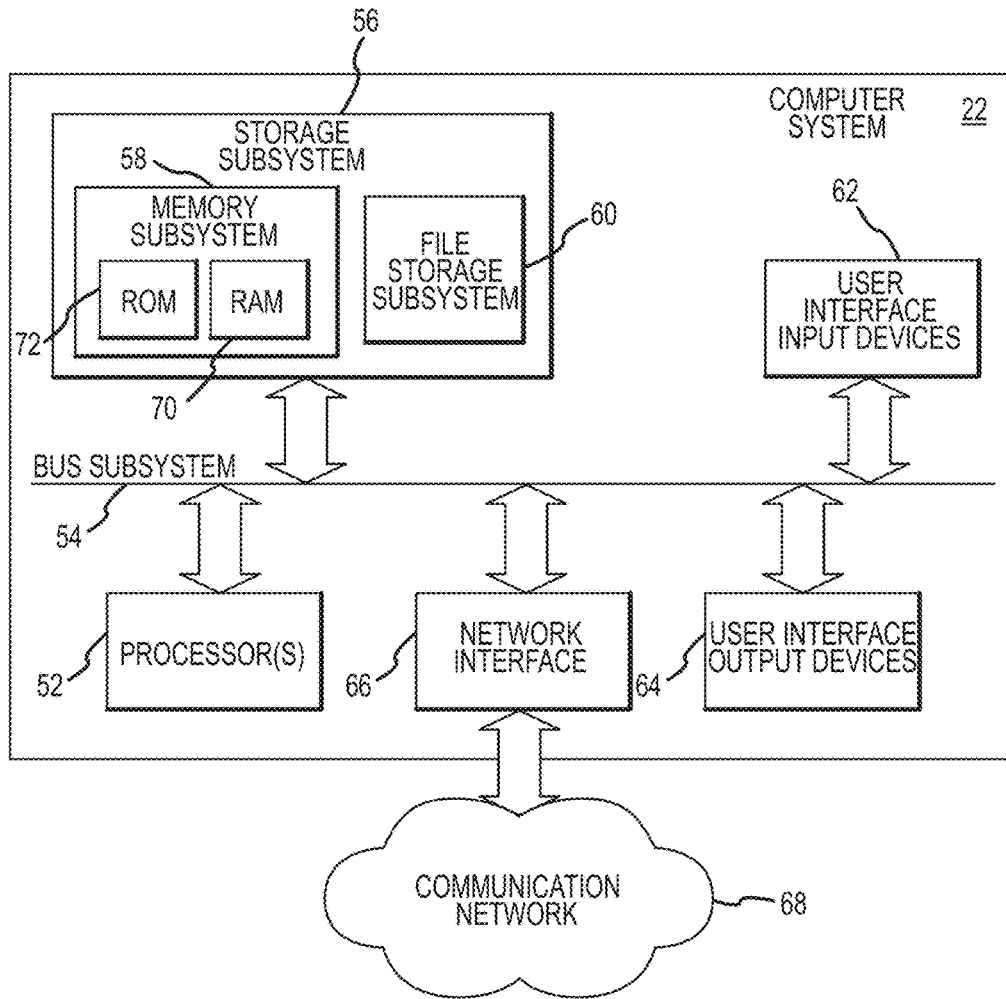 56
COMPUTER
SYSTEM
22
STORAGE
SUBSYSTEM
58
MEMORY
SUBSYSTEM
ROM
RAM
72
70
FILE
STORAGE
SUBSYSTEM
60
62
USER
INTERFACE
INPUT DEVICES
BUS SUBSYSTEM
54
PROCESSOR(S)
52
NETWORK
INTERFACE
66
USER INTERFACE
OUTPUT DEVICES
64
COMMUNICATION
NETWORK
68